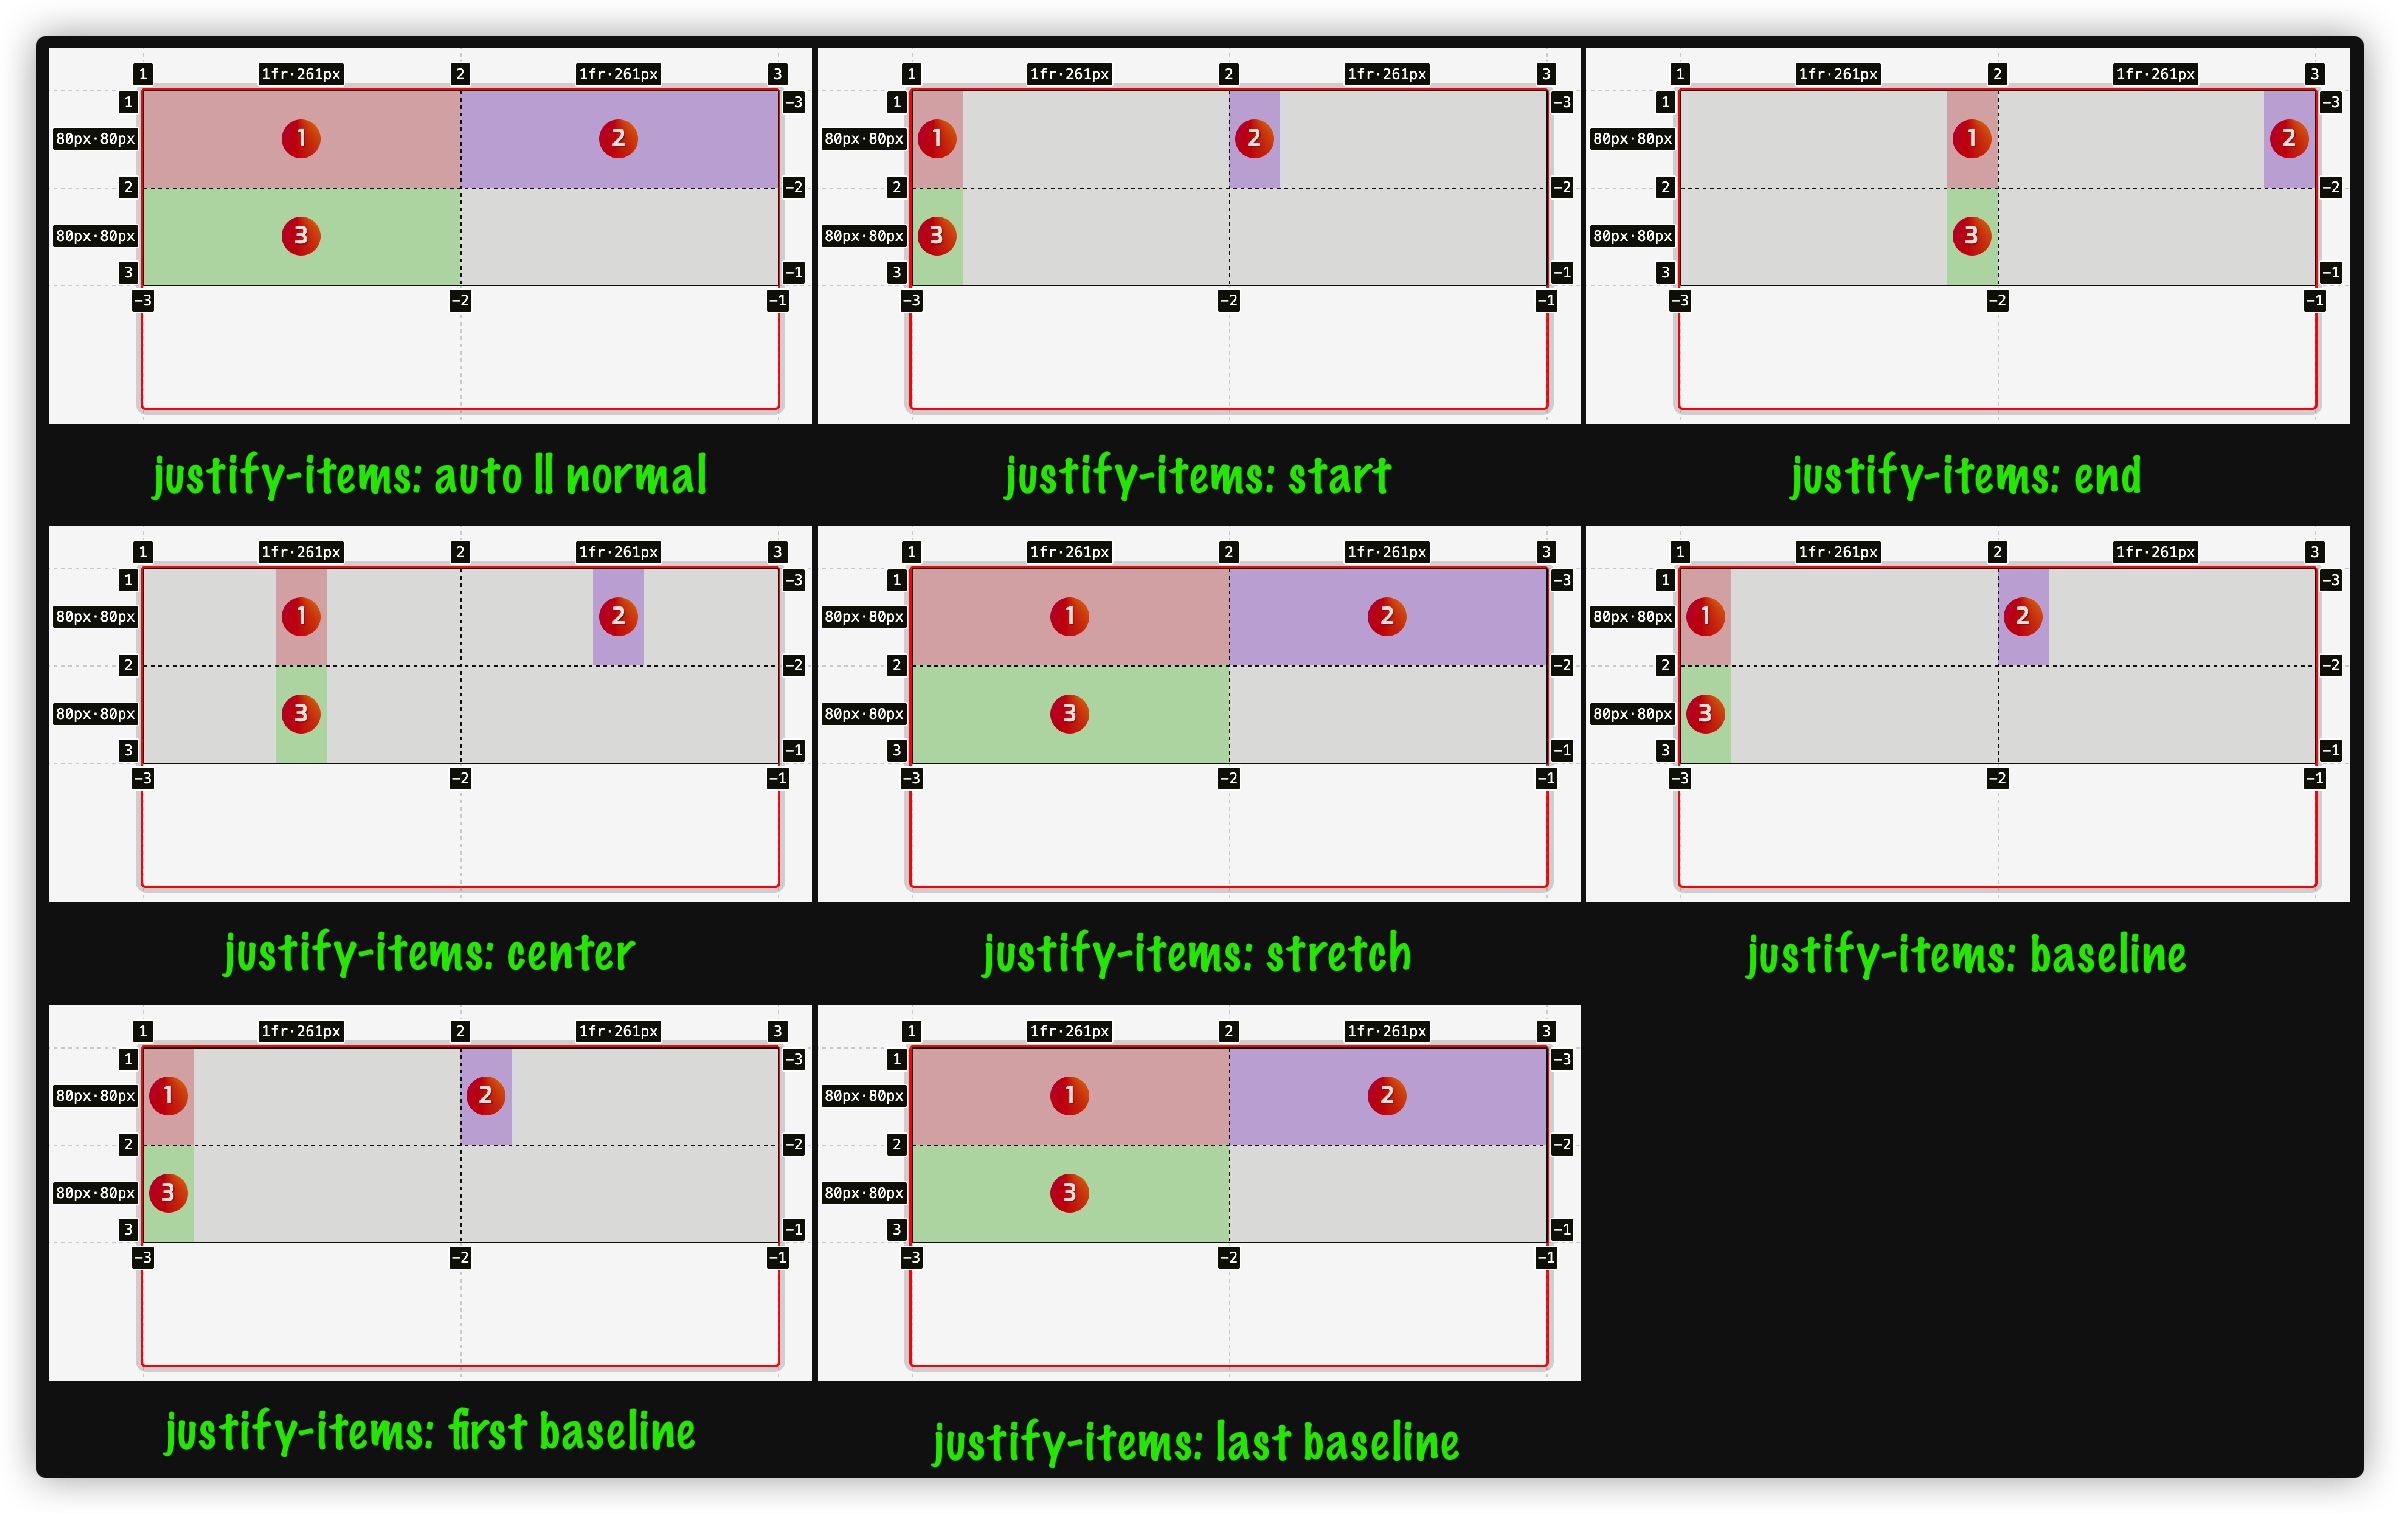 1 1fr·261px 2 1fr·261px 3
1 -3
80px·80px 1 2
2 -2
80px·80px 3
3 -1
-3 -2 -1
justify-items: auto || normal
1 1fr·261px 2 1fr·261px 3
1 -3
80px·80px 1 2
2 -2
80px·80px 3
3 -1
-3 -2 -1
justify-items: start
1 1fr·261px 2 1fr·261px 3
1 -3
80px·80px 1 2
2 -2
80px·80px 3
3 -1
-3 -2 -1
justify-items: end
1 1fr·261px 2 1fr·261px 3
1 -3
80px·80px 1 2
2 -2
80px·80px 3
3 -1
-3 -2 -1
justify-items: center
1 1fr·261px 2 1fr·261px 3
1 -3
80px·80px 1 2
2 -2
80px·80px 3
3 -1
-3 -2 -1
justify-items: stretch
1 1fr·261px 2 1fr·261px 3
1 -3
80px·80px 1 2
2 -2
80px·80px 3
3 -1
-3 -2 -1
justify-items: baseline
1 1fr·261px 2 1fr·261px 3
1 -3
80px·80px 1 2
2 -2
80px·80px 3
3 -1
-3 -2 -1
justify-items: first baseline
1 1fr·261px 2 1fr·261px 3
1 -3
80px·80px 1 2
2 -2
80px·80px 3
3 -1
-3 -2 -1
justify-items: last baseline